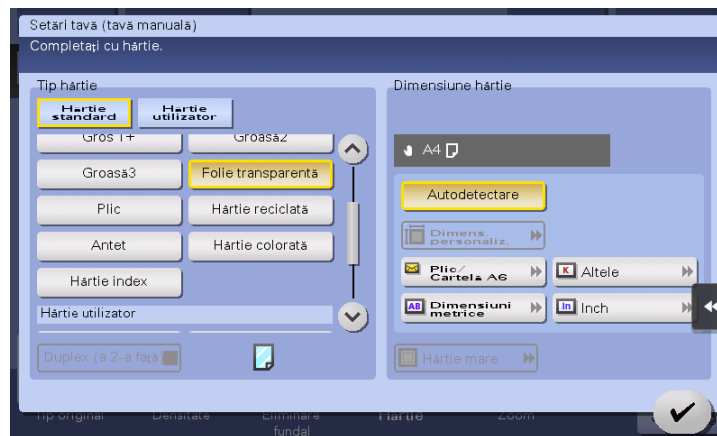 Setări tavă (tavă manuală)
Completați cu hârtie.
Tip hârtie
Hârtie standard
Hârtie utilizator
Gros 1+
Groasă2
Groasă3
Folie transparentă
Plic
Hârtie reciclată
Antet
Hârtie colorată
Hârtie index
Hârtie utilizator
Duplex (a 2-a față)
Dimensiune hârtie
A4
Autodetectare
Dimens. personaliz.
Plic/ Cartelă A6
K Altele
AB Dimensiuni metrice
In Inch
Hârtie mare
Tip original
Densitate
Eliminare fundal
Hârtie
Zoom